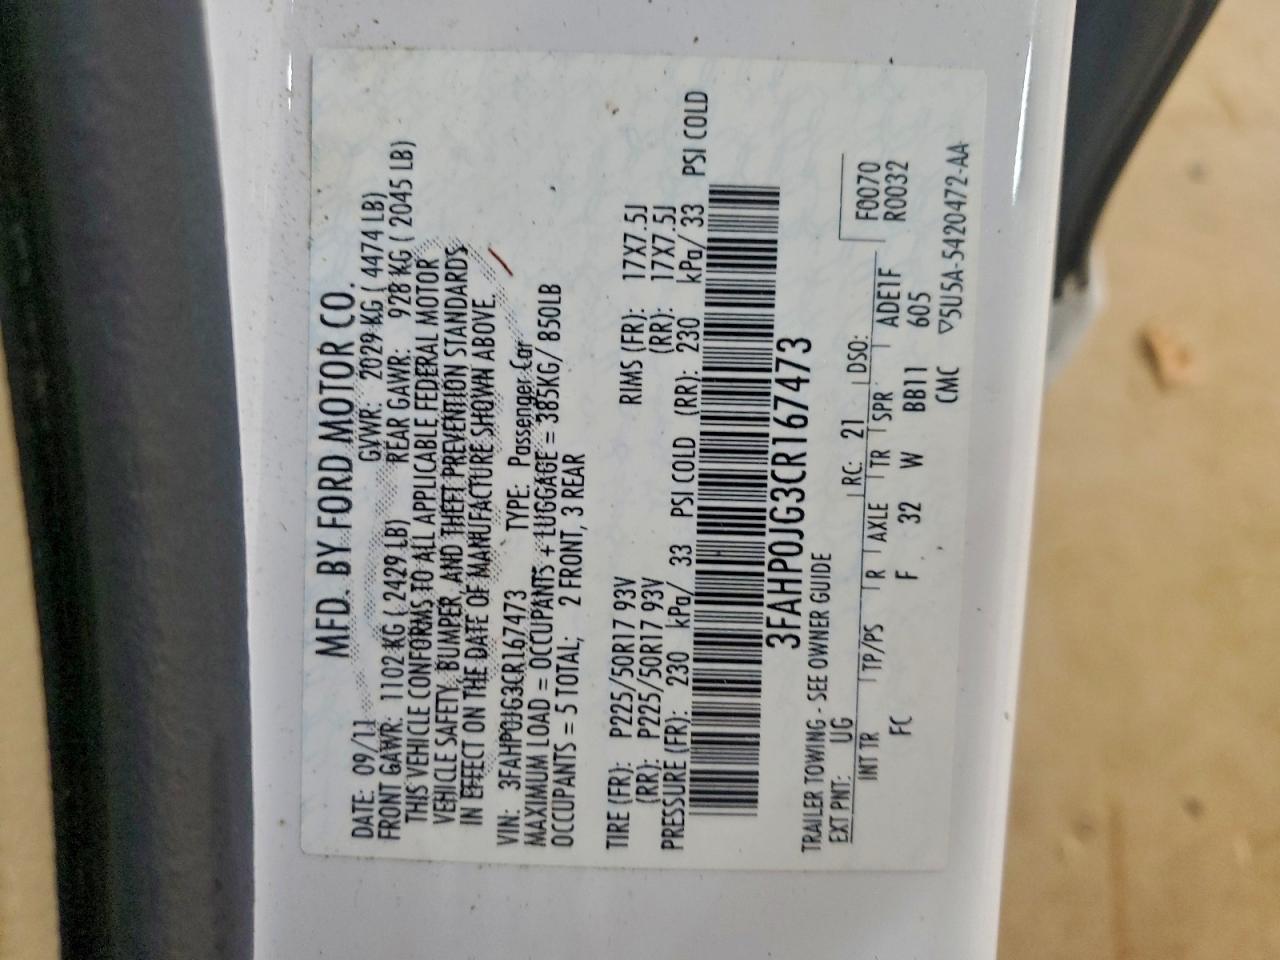 MFD. BY FORD MOTOR CO.
DATE: 09/11 GVWR: 2029 KG ( 4474 LB)
FRONT GAWR: 1102 KG ( 2429 LB) REAR GAWR: 928 KG ( 2045 LB)
THIS VEHICLE CONFORMS TO ALL APPLICABLE FEDERAL MOTOR
VEHICLE SAFETY, BUMPER, AND THEFT PREVENTION STANDARDS
IN EFFECT ON THE DATE OF MANUFACTURE SHOWN ABOVE.
VIN: 3FAHP0JG3CR167473 TYPE: Passenger Car
MAXIMUM LOAD = OCCUPANTS + LUGGAGE = 385KG/ 850LB
OCCUPANTS = 5 TOTAL; 2 FRONT, 3 REAR
TIRE (FR): P225/50R17 93V RIMS (FR): 17X7.5J
(RR): P225/50R17 93V (RR): 17X7.5J
PRESSURE (FR): 230 kPa/ 33 PSI COLD (RR): 230 kPa/ 33 PSI COLD
3FAHP0JG3CR167473
TRAILER TOWING - SEE OWNER GUIDE
EXT PNT: UG RC: 21 DSO: F0070
R0032
INT TR TP/PS R AXLE TR SPR ADE1F
FC F 32 W BB11 605
CMC ▽5U5A-5420472-AA